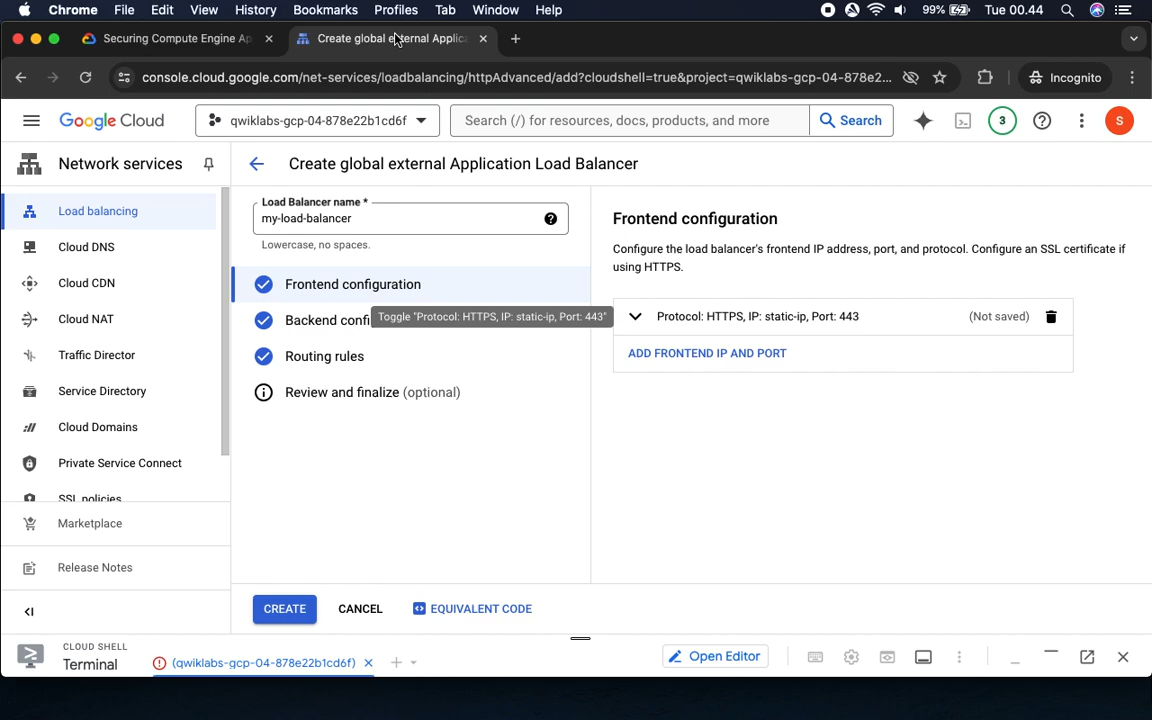 Chrome File Edit View History Bookmarks Profiles Tab Window Help 99% Tue 00.44
Securing Compute Engine Ap
Create global external Applica
console.cloud.google.com/net-services/loadbalancing/httpAdvanced/add?cloudshell=true&project=qwiklabs-gcp-04-878e2... Incognito
Google Cloud qwiklabs-gcp-04-878e22b1cd6f Search (/) for resources, docs, products, and more Search 3 S
Network services
Create global external Application Load Balancer
Load balancing
Cloud DNS
Cloud CDN
Cloud NAT
Traffic Director
Service Directory
Cloud Domains
Private Service Connect
SSL policies
Marketplace
Release Notes
Load Balancer name *
my-load-balancer
Lowercase, no spaces.
Frontend configuration
Backend confi
Toggle "Protocol: HTTPS, IP: static-ip, Port: 443"
Routing rules
Review and finalize (optional)
Frontend configuration
Configure the load balancer's frontend IP address, port, and protocol. Configure an SSL certificate if
using HTTPS.
Protocol: HTTPS, IP: static-ip, Port: 443 (Not saved)
ADD FRONTEND IP AND PORT
CREATE CANCEL EQUIVALENT CODE
CLOUD SHELL
Terminal
(qwiklabs-gcp-04-878e22b1cd6f)
Open Editor